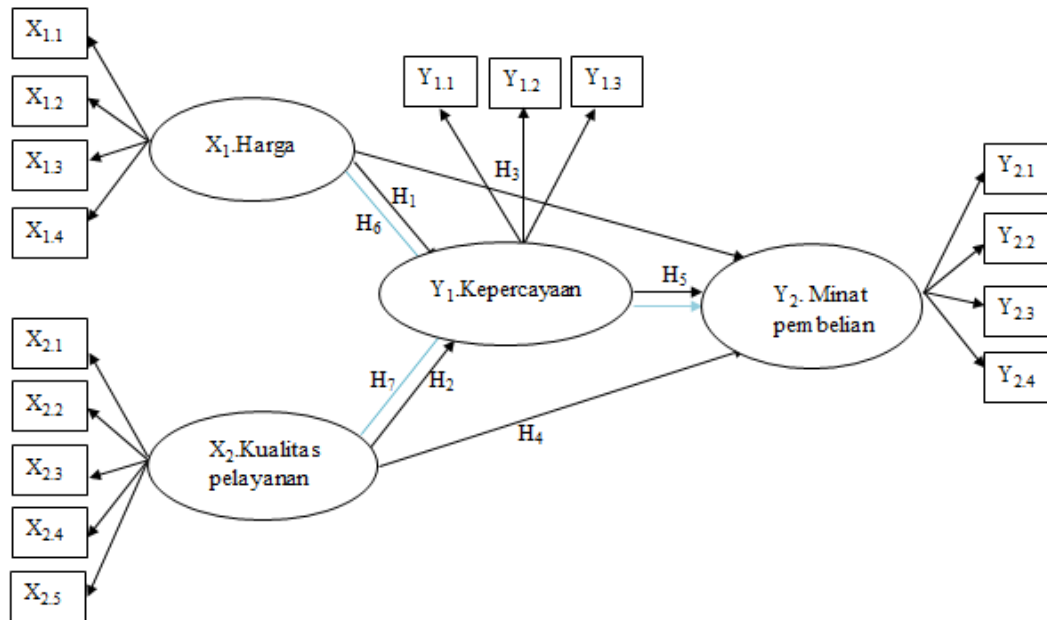 X1.1
X1.2
X1.3
X1.4
X1.Harga
Y1.1
Y1.2
Y1.3
H3
H1
H6
Y1.Kepercayaan
H5
Y2. Minat
pembelian
Y2.1
Y2.2
Y2.3
Y2.4
H7
H2
H4
X2.1
X2.2
X2.3
X2.4
X2.5
X2.Kualitas
pelayanan